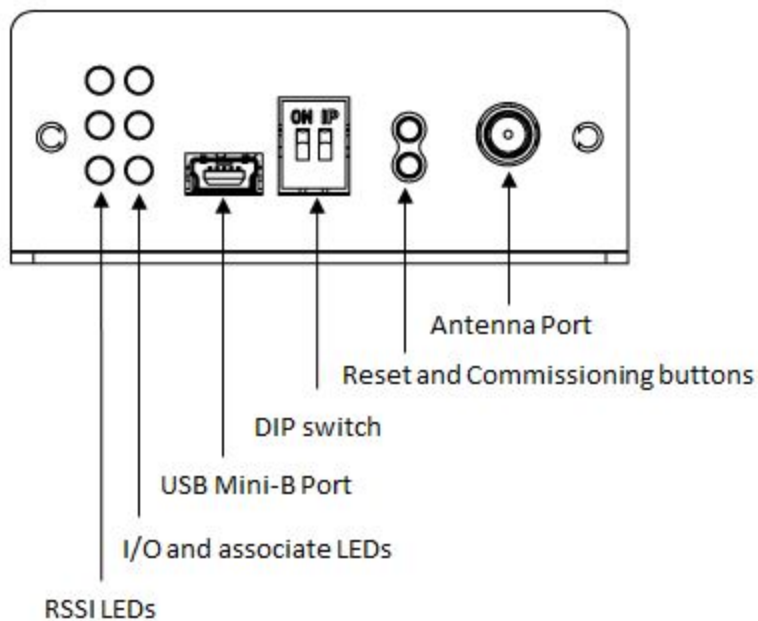 ON IP
Antenna Port
Reset and Commissioning buttons
DIP switch
USB Mini-B Port
I/O and associate LEDs
RSSI LEDs